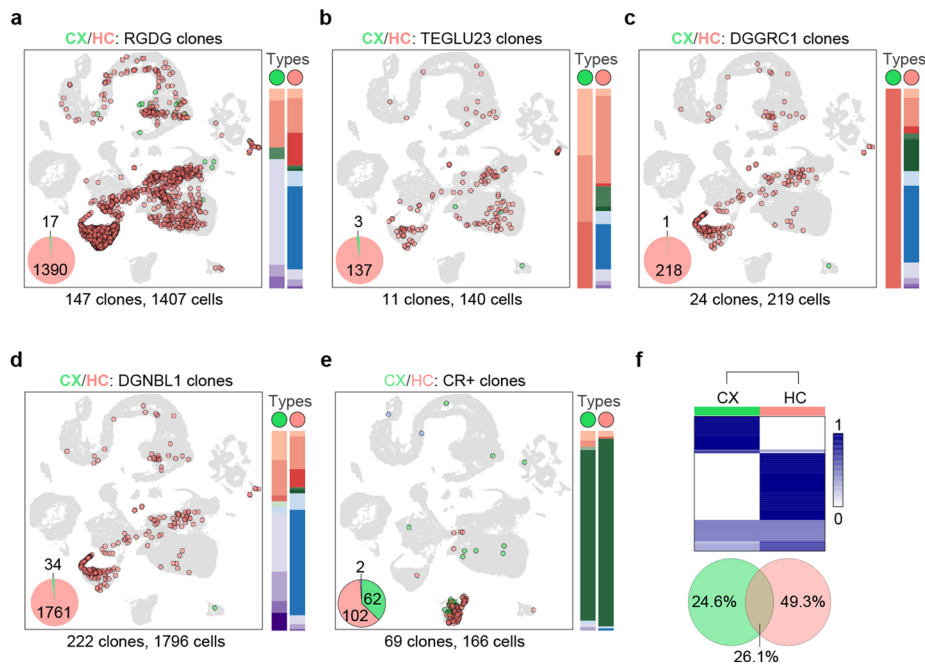 a
CX/HC: RGDG clones
Types
17
1390
147 clones, 1407 cells
b
CX/HC: TEGLU23 clones
Types
3
137
11 clones, 140 cells
c
CX/HC: DGGRC1 clones
Types
1
218
24 clones, 219 cells
d
CX/HC: DGNBL1 clones
Types
34
1761
222 clones, 1796 cells
e
CX/HC: CR+ clones
Types
2
62
102
69 clones, 166 cells
f
CX HC
1
0
24.6% 49.3%
26.1%